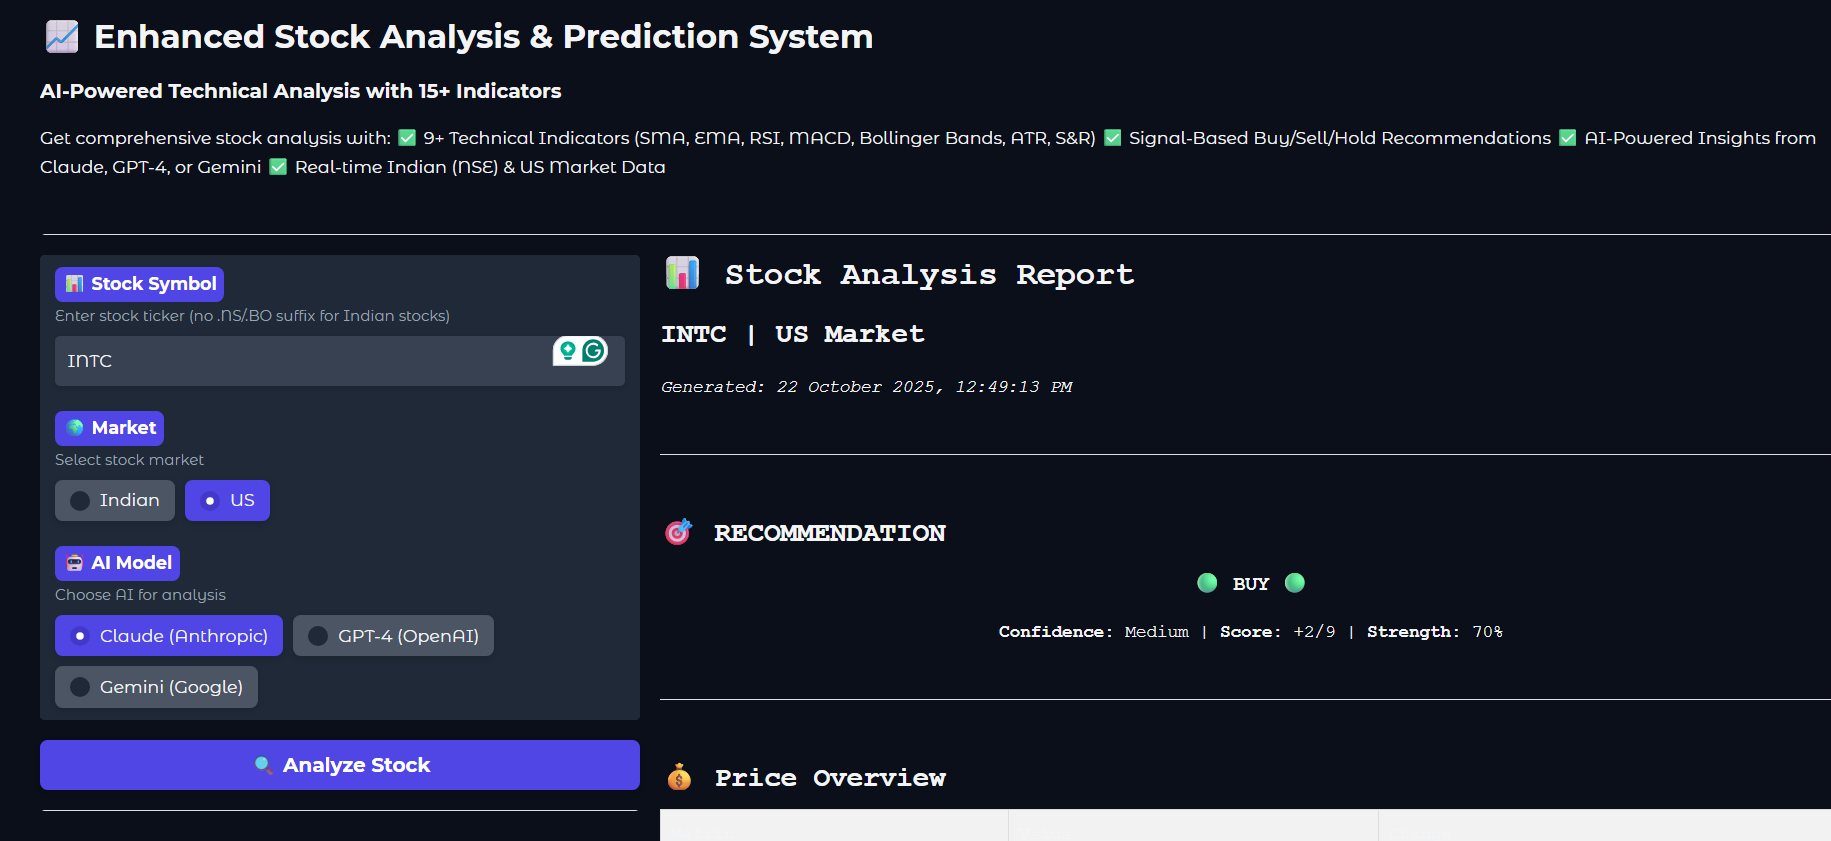 📈 Enhanced Stock Analysis & Prediction System
AI-Powered Technical Analysis with 15+ Indicators
Get comprehensive stock analysis with: ✅ 9+ Technical Indicators (SMA, EMA, RSI, MACD, Bollinger Bands, ATR, S&R) ✅ Signal-Based Buy/Sell/Hold Recommendations ✅ AI-Powered Insights from
Claude, GPT-4, or Gemini ✅ Real-time Indian (NSE) & US Market Data
📊 Stock Symbol
Enter stock ticker (no .NS/.BO suffix for Indian stocks)
INTC
🌍 Market
Select stock market
Indian
US
🤖 AI Model
Choose AI for analysis
Claude (Anthropic)
GPT-4 (OpenAI)
Gemini (Google)
🔍 Analyze Stock
📊 Stock Analysis Report
INTC | US Market
Generated: 22 October 2025, 12:49:13 PM
🎯 RECOMMENDATION
🟢 BUY 🟢
Confidence: Medium | Score: +2/9 | Strength: 70%
💰 Price Overview